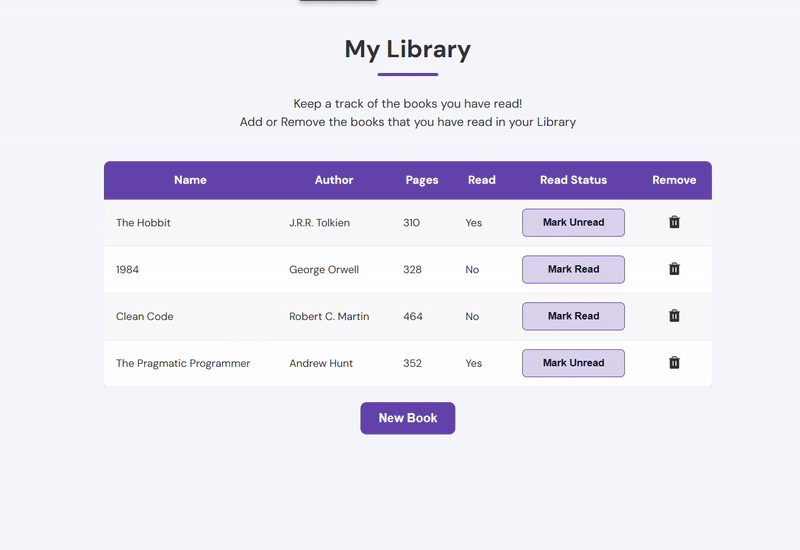 My Library
Keep a track of the books you have read!
Add or Remove the books that you have read in your Library
Name Author Pages Read Read Status Remove
The Hobbit J.R.R. Tolkien 310 Yes Mark Unread
1984 George Orwell 328 No Mark Read
Clean Code Robert C. Martin 464 No Mark Read
The Pragmatic Programmer Andrew Hunt 352 Yes Mark Unread
New Book